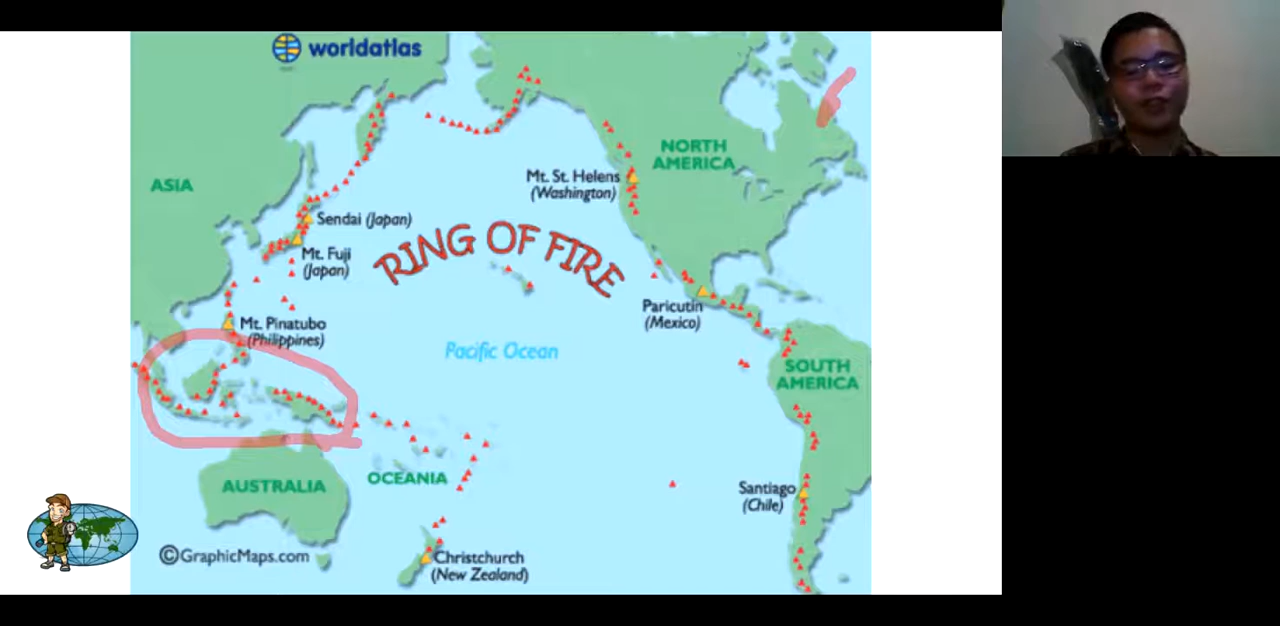 worldatlas
NORTH
AMERICA
Mt. St. Helens
(Washington)
ASIA
Sendai (Japan)
Mt. Fuji
(Japan)
RING OF FIRE
Paricutin
(Mexico)
Mt. Pinatubo
(Philippines)
Pacific Ocean
SOUTH
AMERICA
OCEANIA
AUSTRALIA
Santiago
(Chile)
©GraphicMaps.com
Christchurch
(New Zealand)